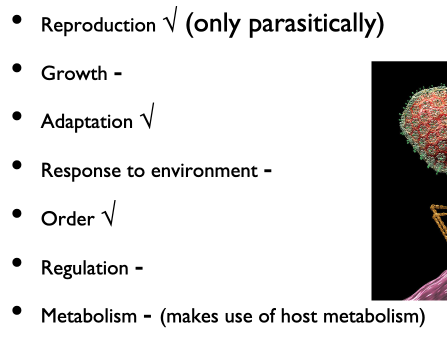 • Reproduction √ (only parasitically)
• Growth -
• Adaptation √
• Response to environment -
• Order √
• Regulation -
• Metabolism - (makes use of host metabolism)